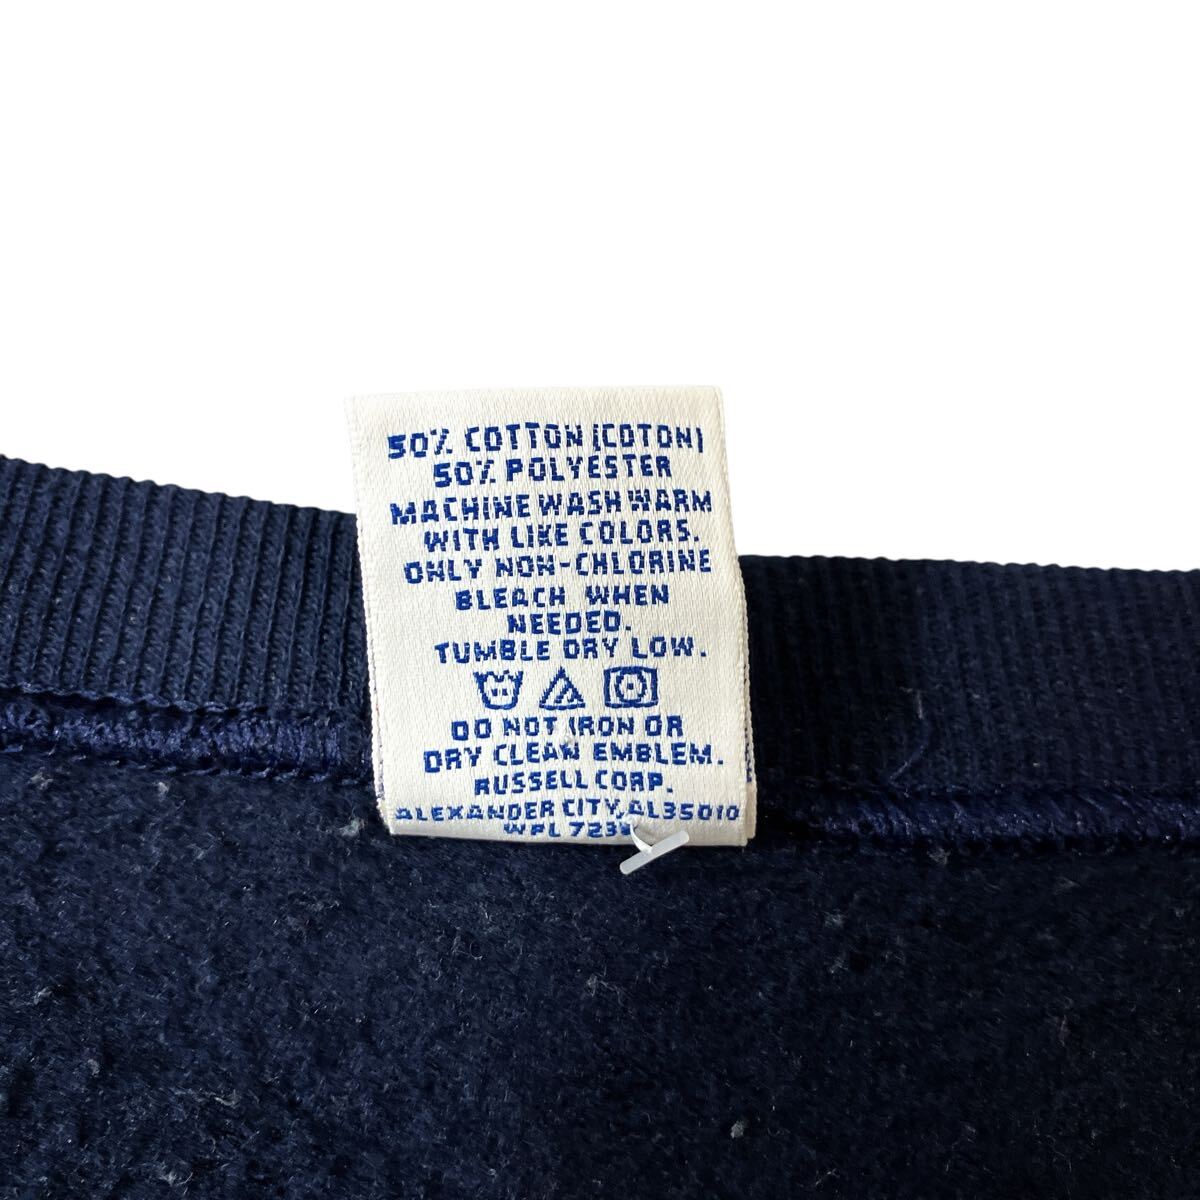 50% COTTON (COTON)
50% POLYESTER
MACHINE WASH WARM
WITH LIKE COLORS.
ONLY NON-CHLORINE
BLEACH WHEN
NEEDED.
TUMBLE DRY LOW.
DO NOT IRON OR
DRY CLEAN EMBLEM.
RUSSELL CORP.
ALEXANDER CITY, AL35010
WPL